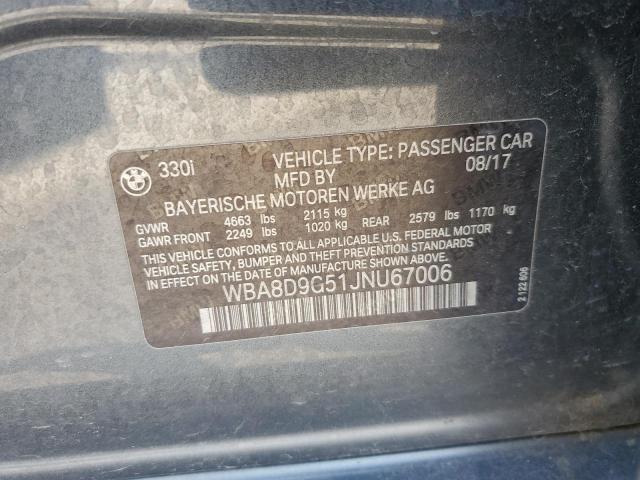 330i VEHICLE TYPE: PASSENGER CAR
MFD BY 08/17
BAYERISCHE MOTOREN WERKE AG
GVWR 4663 lbs 2115 kg
GAWR FRONT 2249 lbs 1020 kg REAR 2579 lbs 1170 kg
THIS VEHICLE CONFORMS TO ALL APPLICABLE U.S. FEDERAL MOTOR
VEHICLE SAFETY, BUMPER AND THEFT PREVENTION STANDARDS
IN EFFECT ON THE DATE OF MANUFACTURE SHOWN ABOVE
WBA8D9G51JNU67006
2 122 606